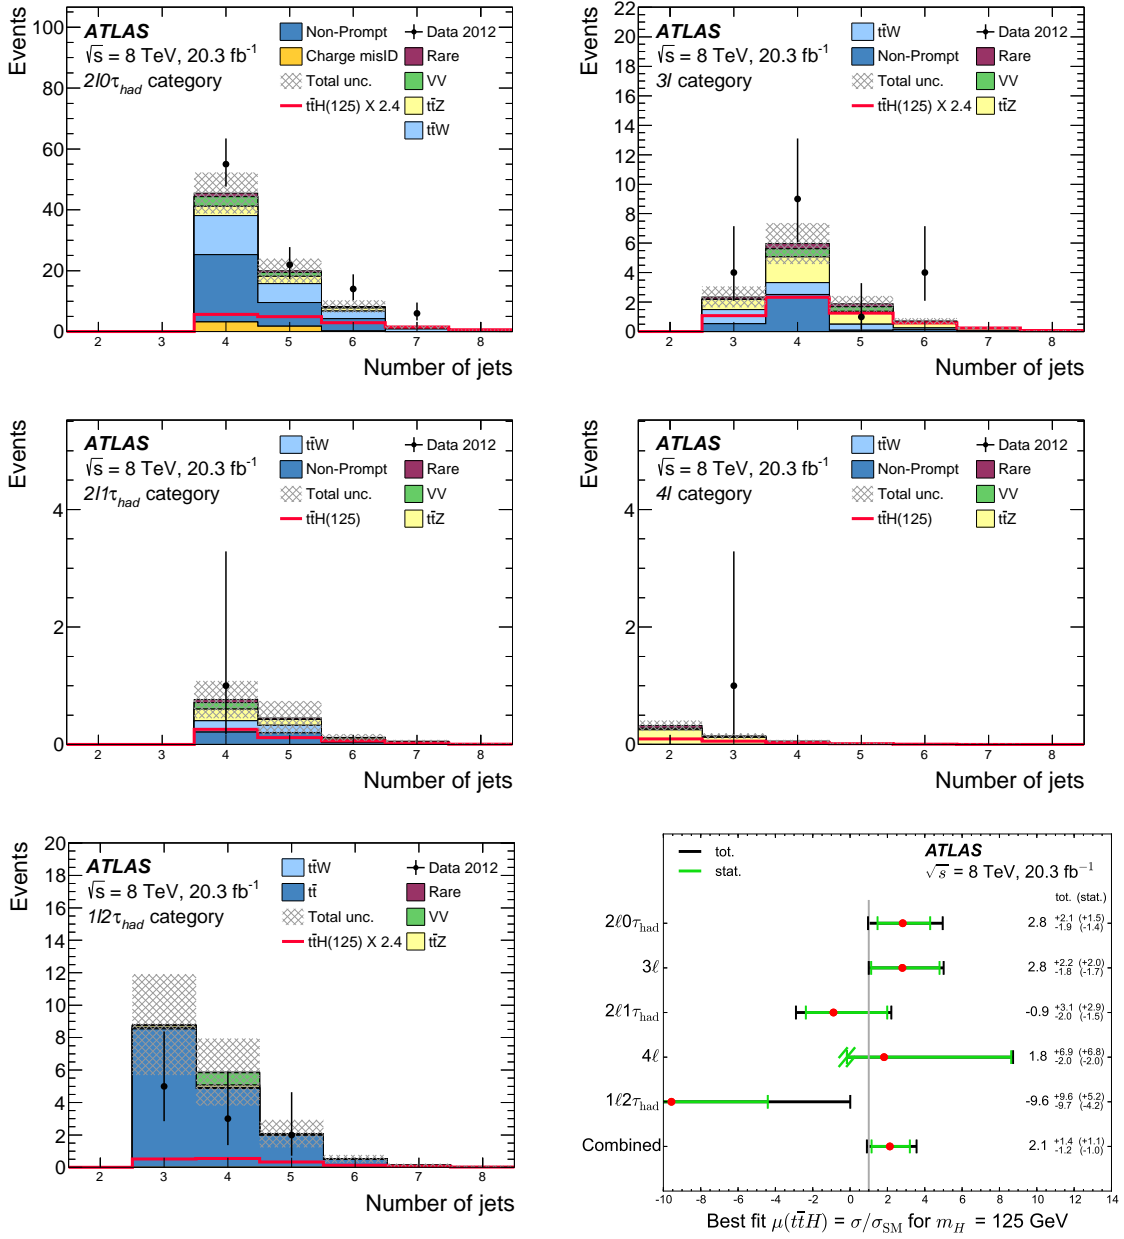 Events
ATLAS
√s = 8 TeV, 20.3 fb⁻¹
2l0τhad category
Non-Prompt
Charge misID
Total unc.
tt̄H(125) X 2.4
Data 2012
Rare
VV
tt̄Z
tt̄W
100
80
60
40
20
0
2 3 4 5 6 7 8
Number of jets
Events
ATLAS
√s = 8 TeV, 20.3 fb⁻¹
3l category
tt̄W
Non-Prompt
Total unc.
tt̄H(125) X 2.4
Data 2012
Rare
VV
tt̄Z
22
20
18
16
14
12
10
8
6
4
2
0
2 3 4 5 6 7 8
Number of jets
Events
ATLAS
√s = 8 TeV, 20.3 fb⁻¹
2l1τhad category
tt̄W
Non-Prompt
Total unc.
tt̄H(125)
Data 2012
Rare
VV
tt̄Z
4
2
0
2 3 4 5 6 7 8
Number of jets
Events
ATLAS
√s = 8 TeV, 20.3 fb⁻¹
4l category
tt̄W
Non-Prompt
Total unc.
tt̄H(125)
Data 2012
Rare
VV
tt̄Z
4
2
0
2 3 4 5 6 7 8
Number of jets
Events
ATLAS
√s = 8 TeV, 20.3 fb⁻¹
1l2τhad category
tt̄W
tt̄
Total unc.
tt̄H(125) X 2.4
Data 2012
Rare
VV
tt̄Z
20
18
16
14
12
10
8
6
4
2
0
2 3 4 5 6 7 8
Number of jets
tot.
stat.
ATLAS
√s = 8 TeV, 20.3 fb⁻¹
tot. (stat.)
2ℓ0τhad 2.8 +2.1 -1.9 (+1.5) (-1.4)
3ℓ 2.8 +2.2 -1.8 (+2.0) (-1.7)
2ℓ1τhad -0.9 +3.1 -2.0 (+2.9) (-1.5)
4ℓ 1.8 +6.9 -2.0 (+6.8) (-2.0)
1ℓ2τhad -9.6 +9.6 -9.7 (+5.2) (-4.2)
Combined 2.1 +1.4 -1.2 (+1.1) (-1.0)
-10 -8 -6 -4 -2 0 2 4 6 8 10 12 14
Best fit μ(tt̄H) = σ/σSM for mH = 125 GeV